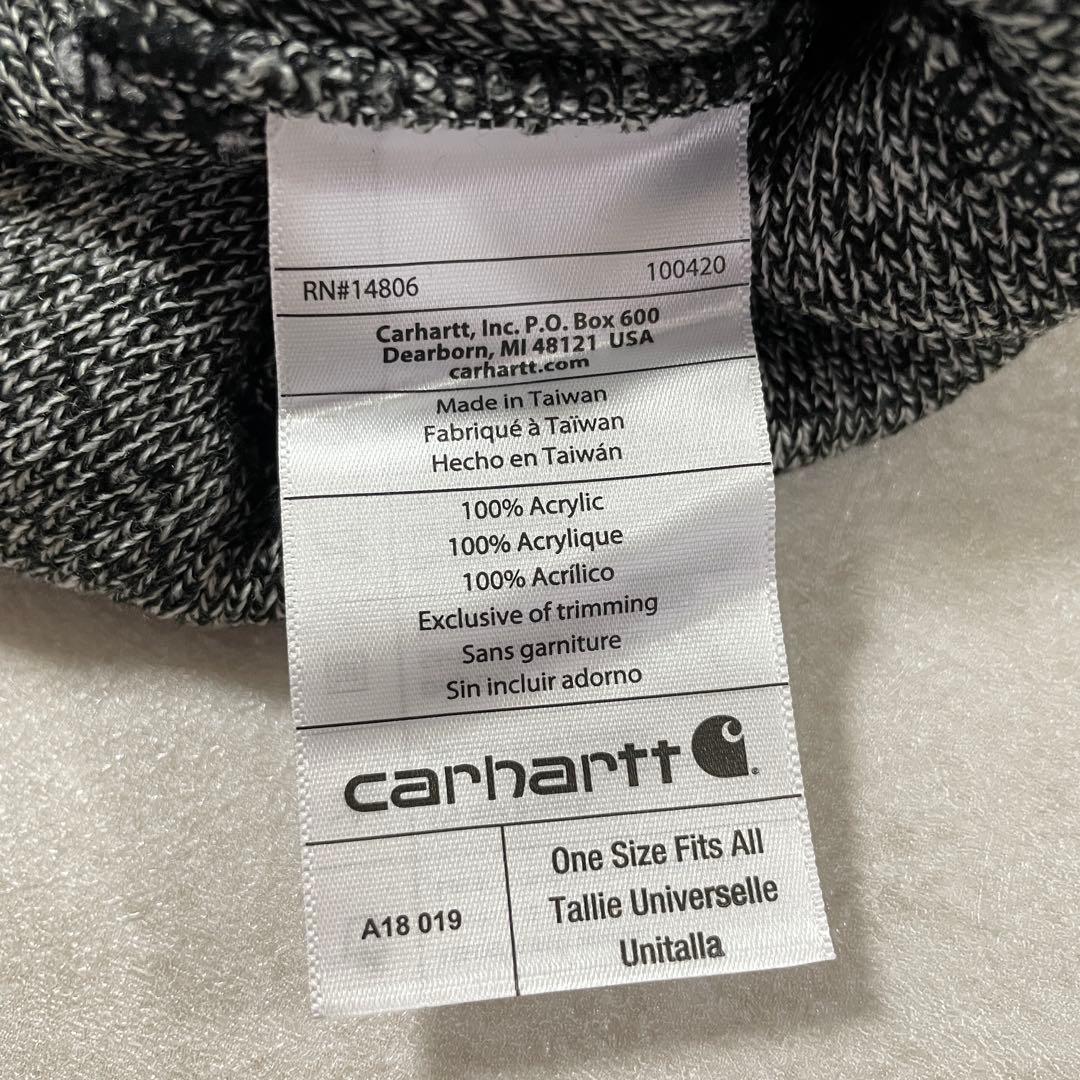 RN#14806 100420
Carhartt, Inc. P.O. Box 600
Dearborn, MI 48121 USA
carhartt.com
Made in Taiwan
Fabriqué à Taïwan
Hecho en Taiwán
100% Acrylic
100% Acrylique
100% Acrílico
Exclusive of trimming
Sans garniture
Sin incluir adorno
carhartt
A18 019
One Size Fits All
Tallie Universelle
Unitalla